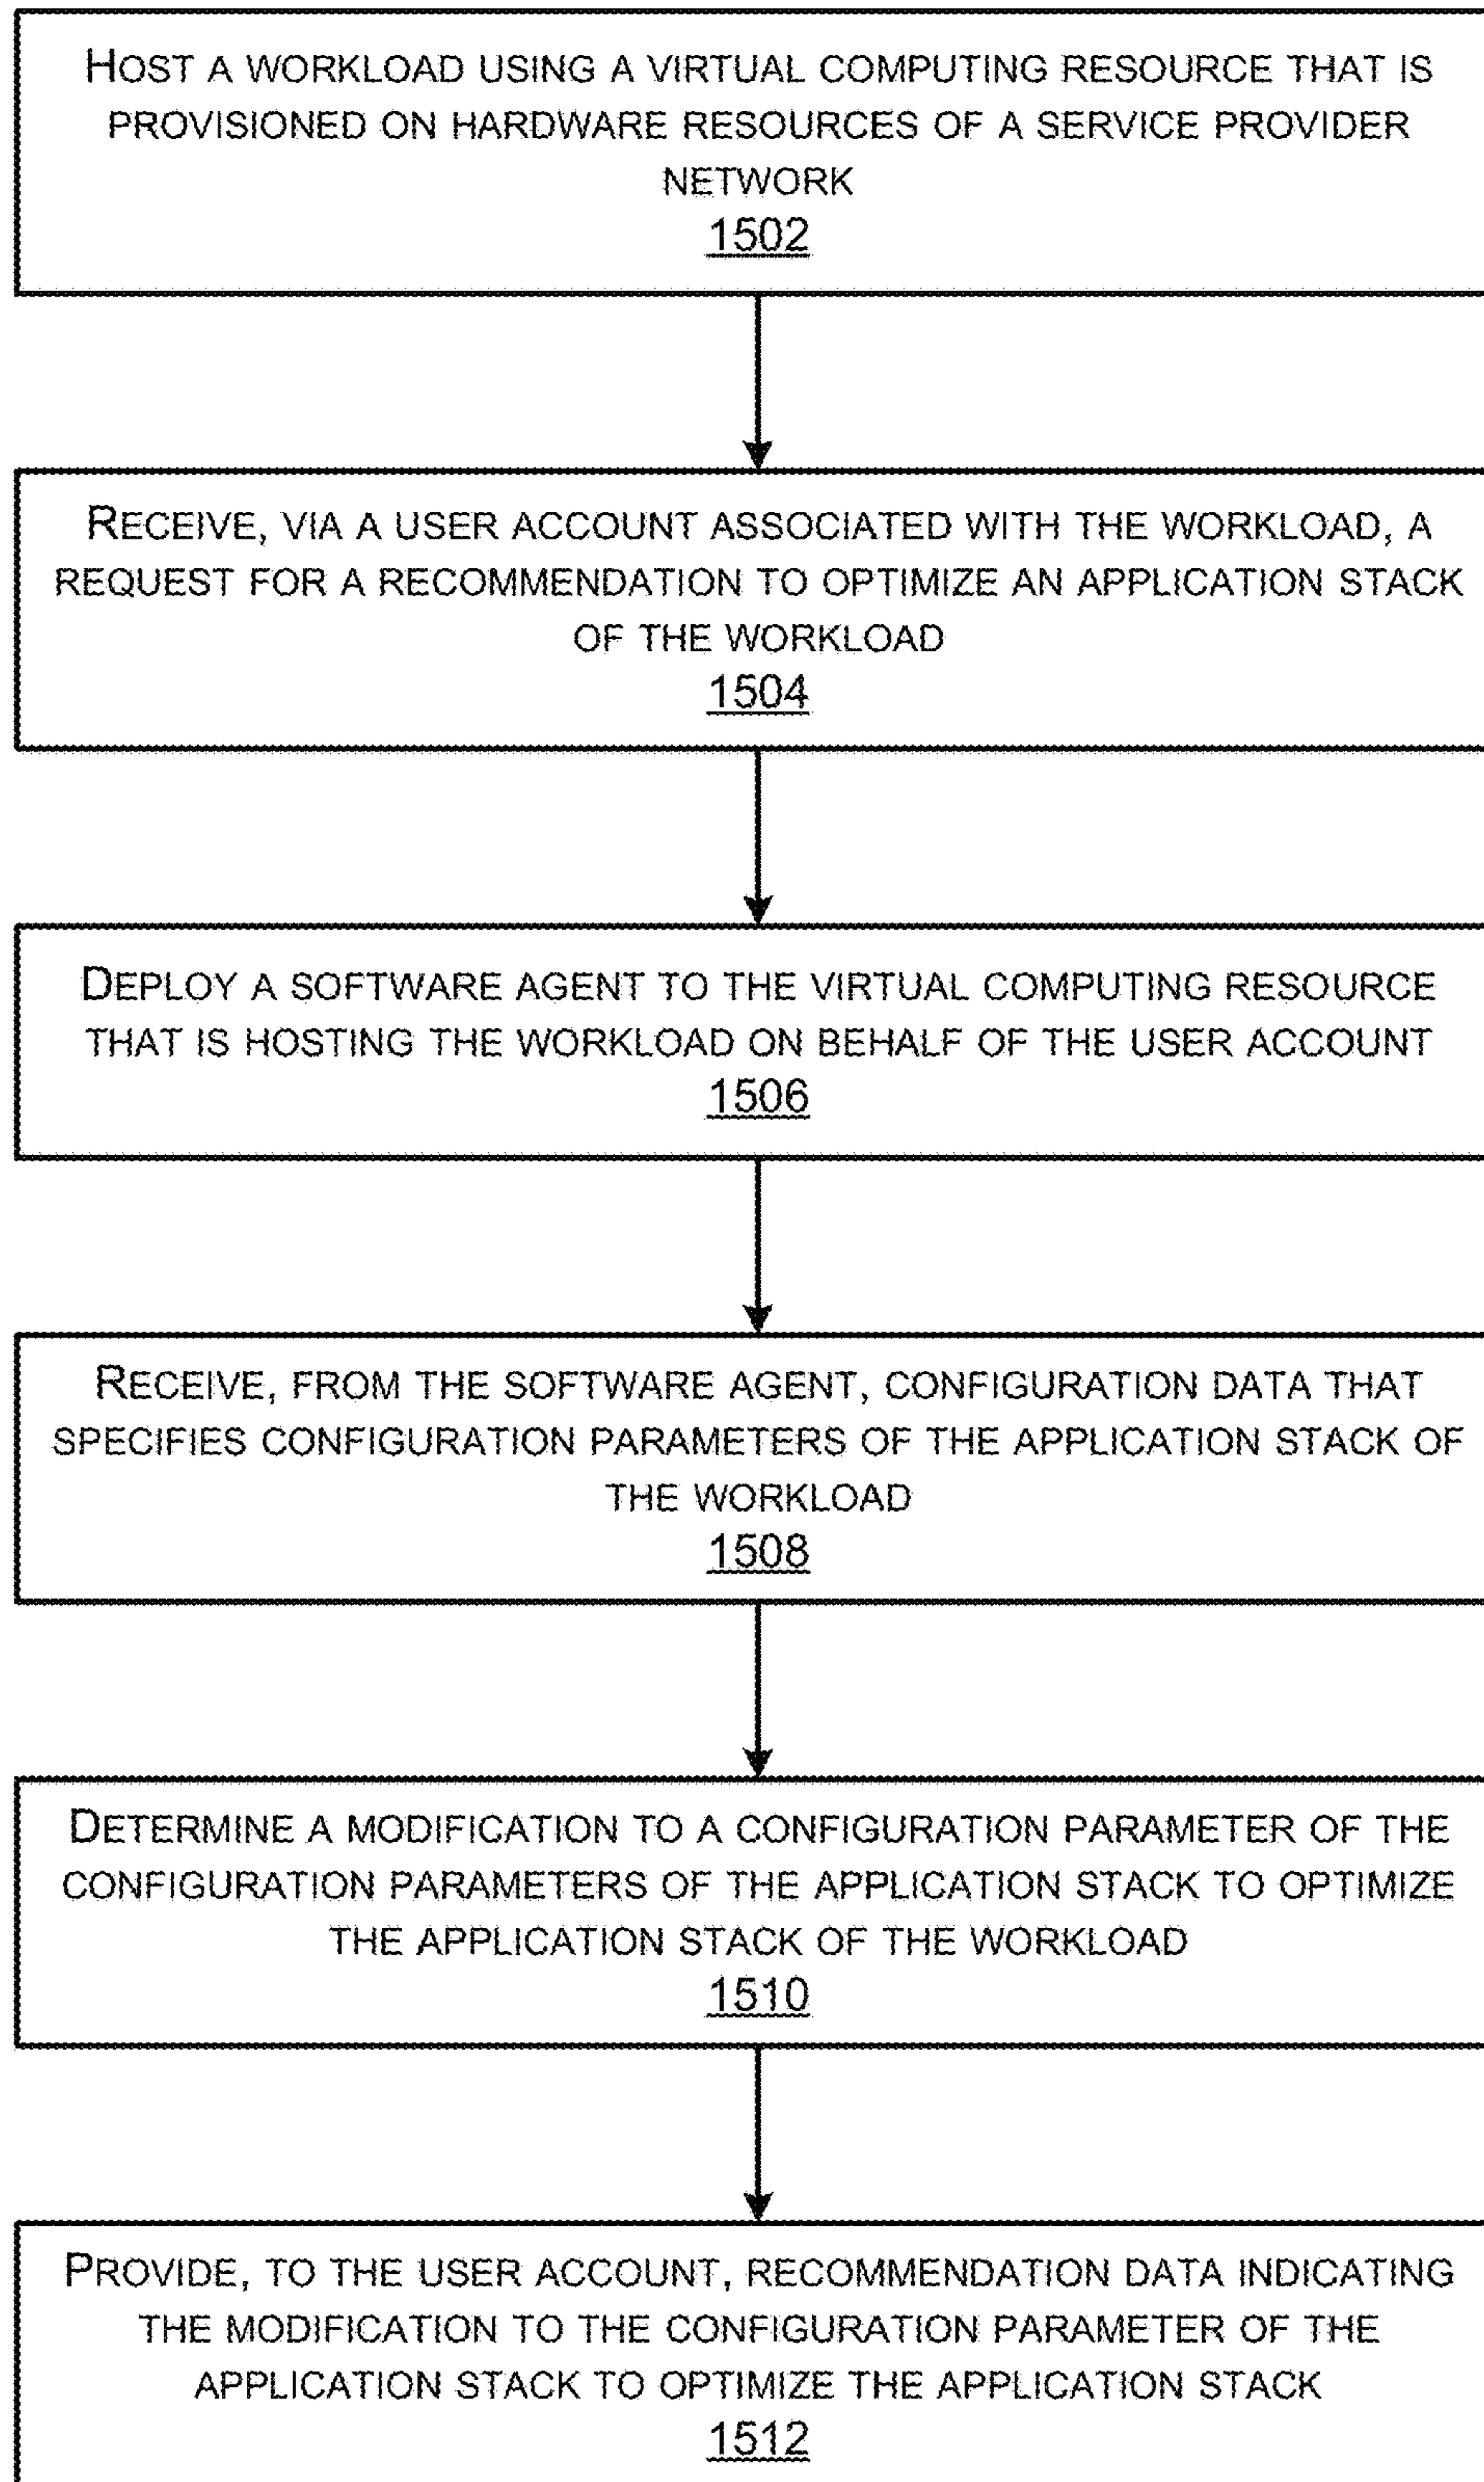 HOST A WORKLOAD USING A VIRTUAL COMPUTING RESOURCE THAT IS
PROVISIONED ON HARDWARE RESOURCES OF A SERVICE PROVIDER
NETWORK
1502
RECEIVE, VIA A USER ACCOUNT ASSOCIATED WITH THE WORKLOAD, A
REQUEST FOR A RECOMMENDATION TO OPTIMIZE AN APPLICATION STACK
OF THE WORKLOAD
1504
DEPLOY A SOFTWARE AGENT TO THE VIRTUAL COMPUTING RESOURCE
THAT IS HOSTING THE WORKLOAD ON BEHALF OF THE USER ACCOUNT
1506
RECEIVE, FROM THE SOFTWARE AGENT, CONFIGURATION DATA THAT
SPECIFIES CONFIGURATION PARAMETERS OF THE APPLICATION STACK OF
THE WORKLOAD
1508
DETERMINE A MODIFICATION TO A CONFIGURATION PARAMETER OF THE
CONFIGURATION PARAMETERS OF THE APPLICATION STACK TO OPTIMIZE
THE APPLICATION STACK OF THE WORKLOAD
1510
PROVIDE, TO THE USER ACCOUNT, RECOMMENDATION DATA INDICATING
THE MODIFICATION TO THE CONFIGURATION PARAMETER OF THE
APPLICATION STACK TO OPTIMIZE THE APPLICATION STACK
1512